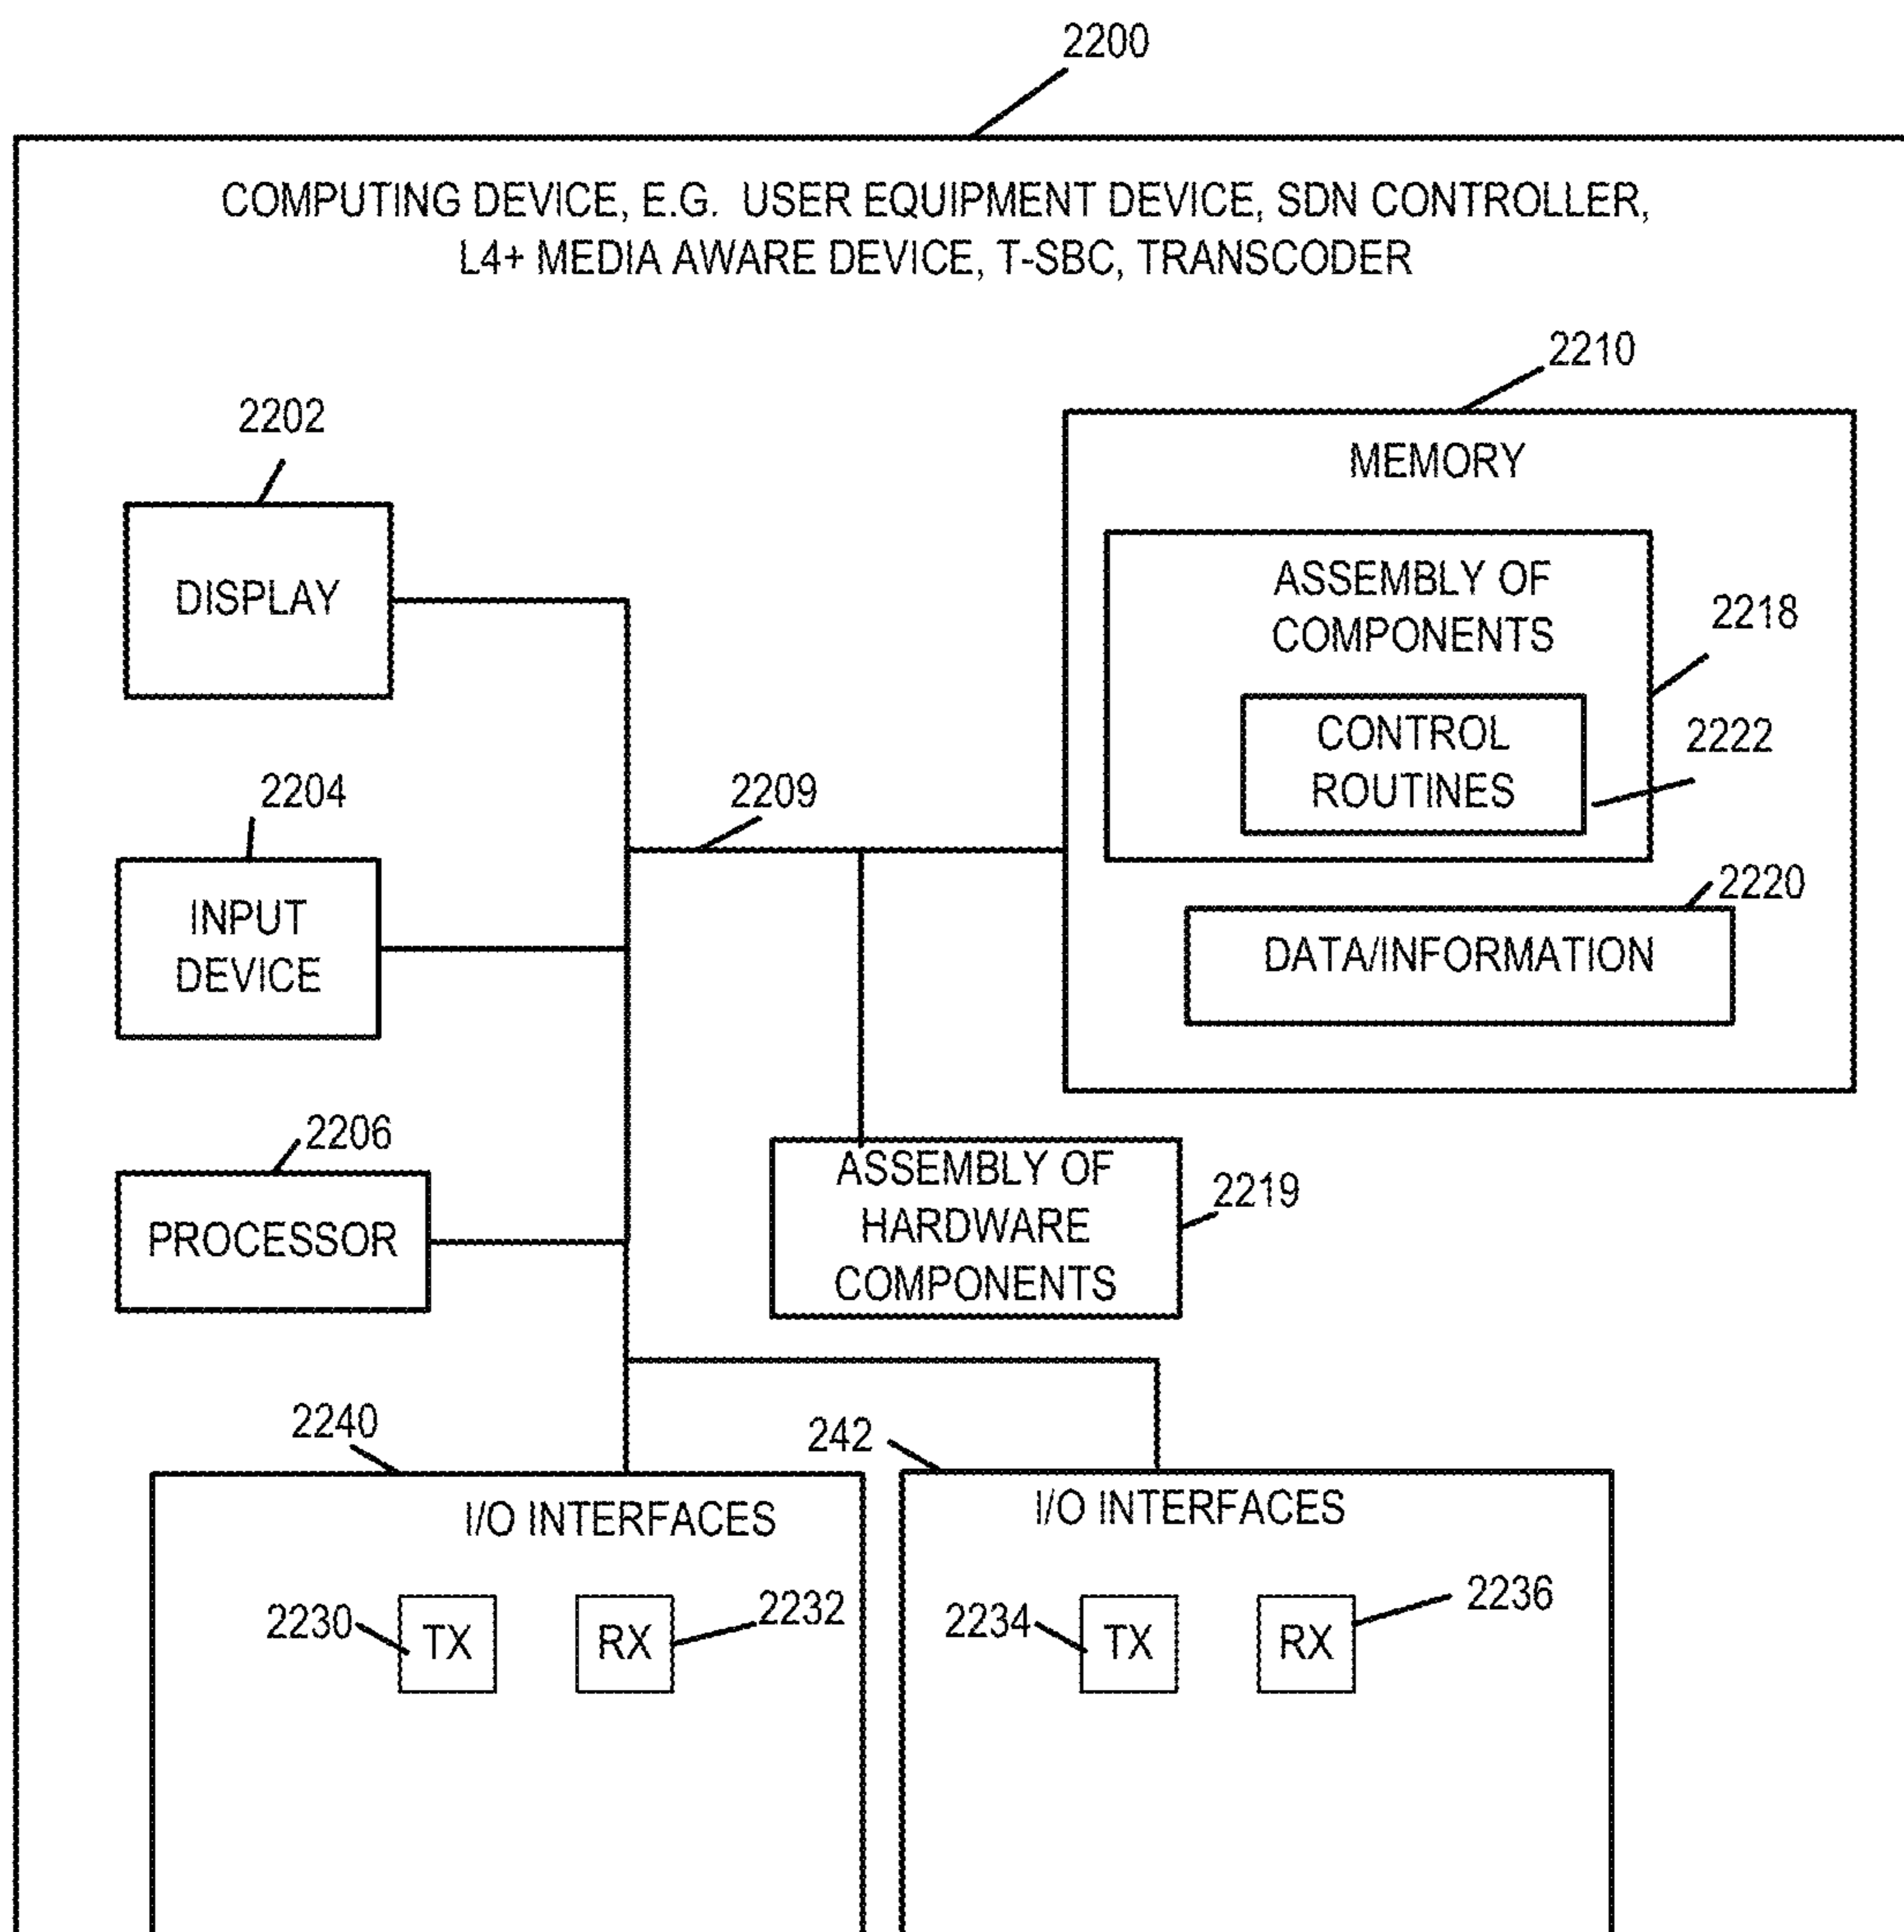 2200
COMPUTING DEVICE, E.G. USER EQUIPMENT DEVICE, SDN CONTROLLER,
L4+ MEDIA AWARE DEVICE, T-SBC, TRANSCODER
2210
MEMORY
2202
DISPLAY
ASSEMBLY OF
COMPONENTS
2218
CONTROL
ROUTINES
2222
2204
INPUT
DEVICE
2209
2220
DATA/INFORMATION
2206
PROCESSOR
ASSEMBLY OF
HARDWARE
COMPONENTS
2219
2240
I/O INTERFACES
2230
TX
RX
2232
242
I/O INTERFACES
2234
TX
RX
2236